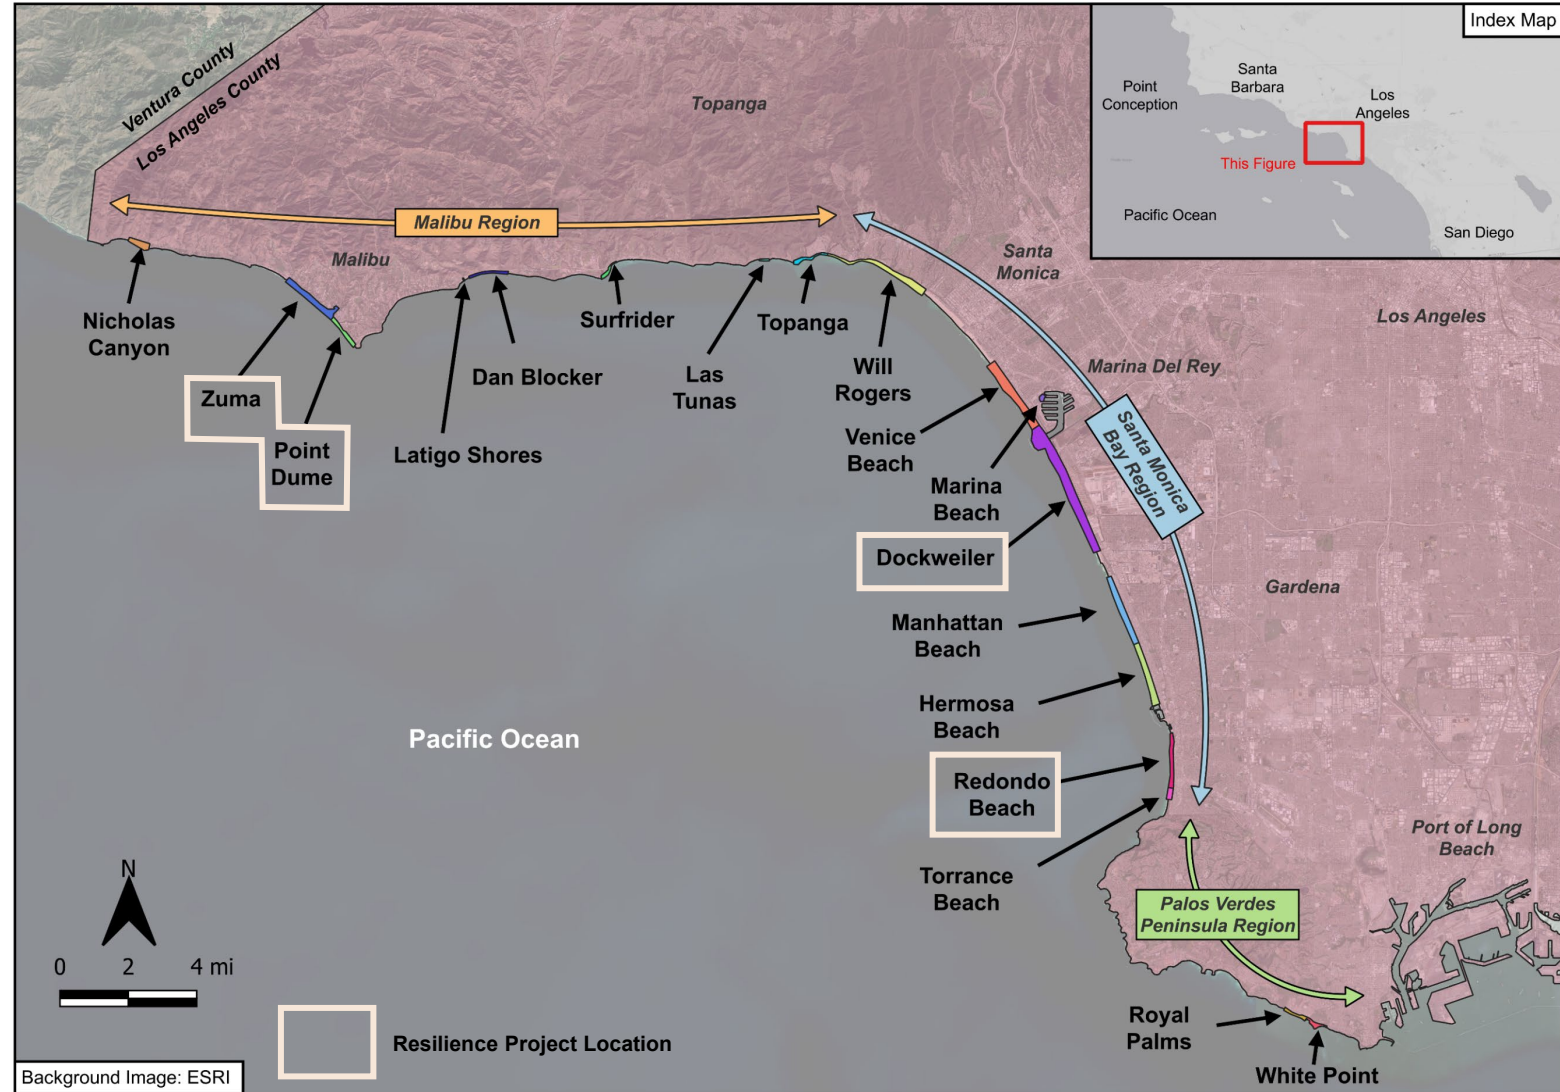 Index Map
Point
Conception
Santa
Barbara
Los
Angeles
This Figure
Pacific Ocean
San Diego
Ventura County
Los Angeles County
Topanga
Malibu Region
Malibu
Santa
Monica
Los Angeles
Marina Del Rey
Santa Monica
Bay Region
Gardena
Port of Long
Beach
Palos Verdes
Peninsula Region
Nicholas
Canyon
Zuma
Point
Dume
Latigo Shores
Dan Blocker
Surfrider
Las
Tunas
Topanga
Will
Rogers
Venice
Beach
Marina
Beach
Dockweiler
Manhattan
Beach
Hermosa
Beach
Redondo
Beach
Torrance
Beach
Royal
Palms
White Point
Pacific Ocean
N
0 2 4 mi
Resilience Project Location
Background Image: ESRI